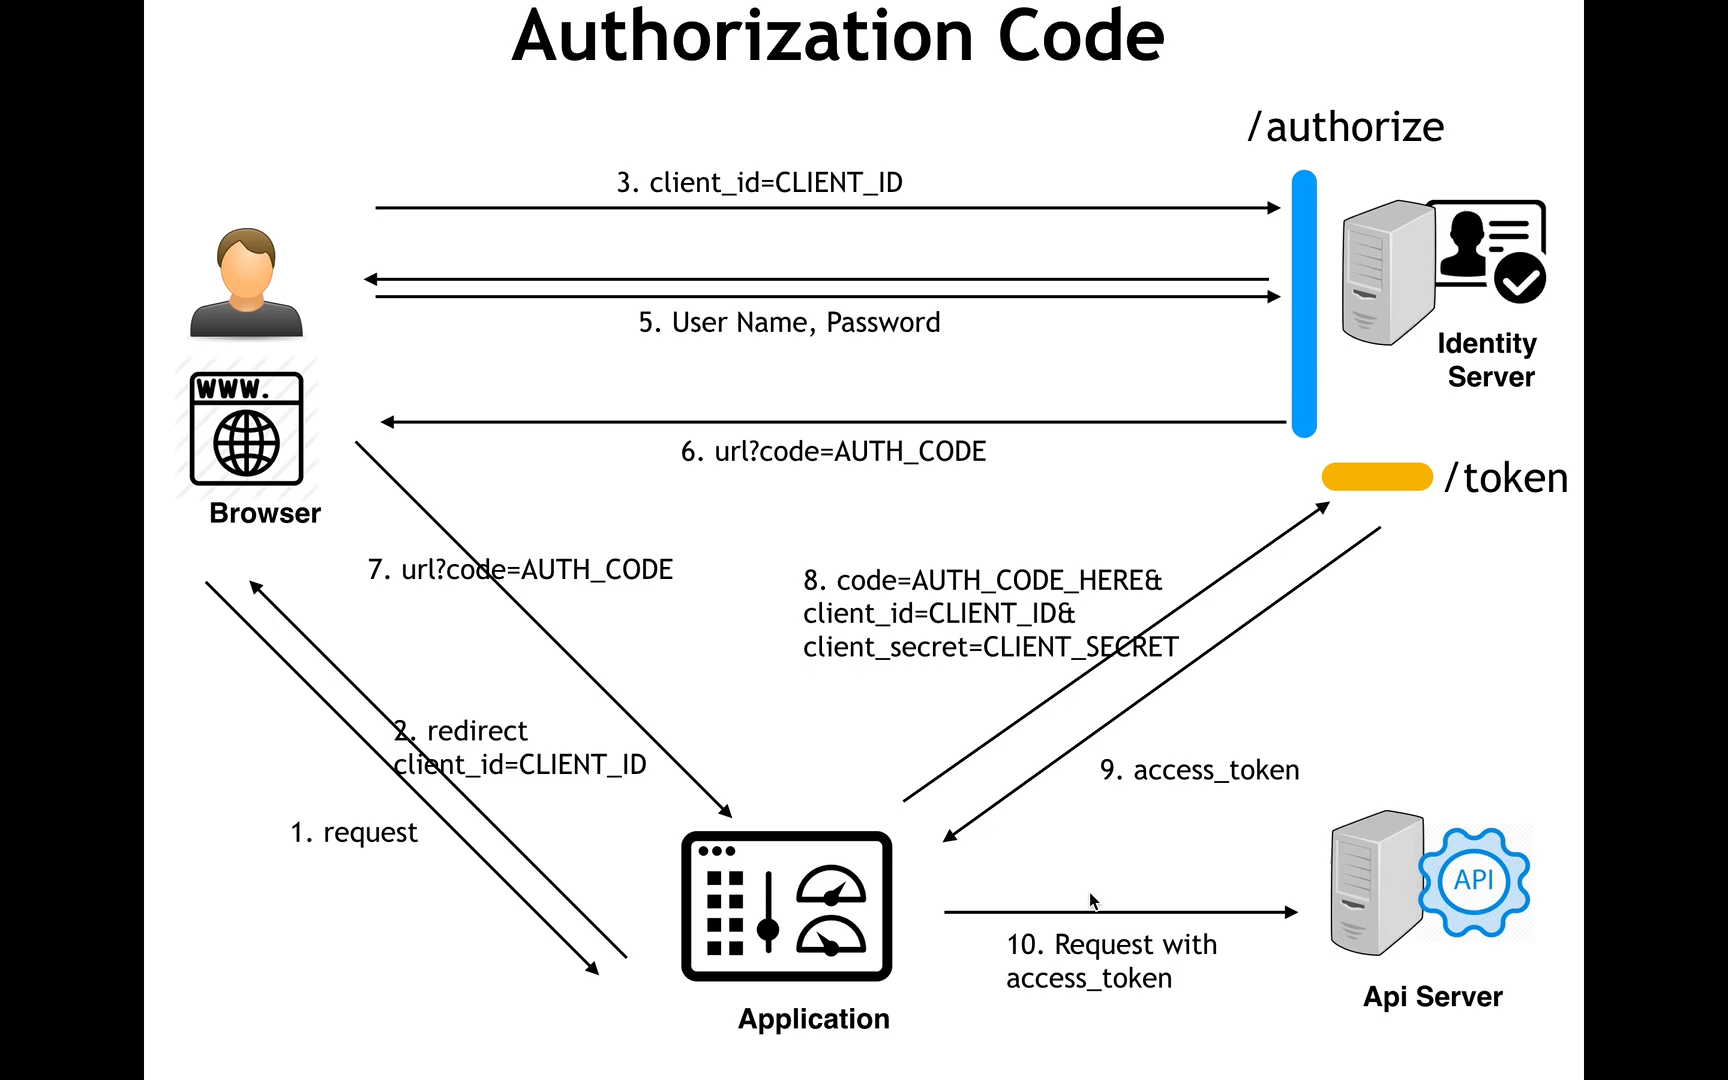 Authorization Code
/authorize
3. client_id=CLIENT_ID
5. User Name, Password
Identity
Server
www.
6. url?code=AUTH_CODE
/token
Browser
7. url?code=AUTH_CODE
8. code=AUTH_CODE_HERE&
client_id=CLIENT_ID&
client_secret=CLIENT_SECRET
2. redirect
client_id=CLIENT_ID
9. access_token
1. request
API
10. Request with
access_token
Api Server
Application